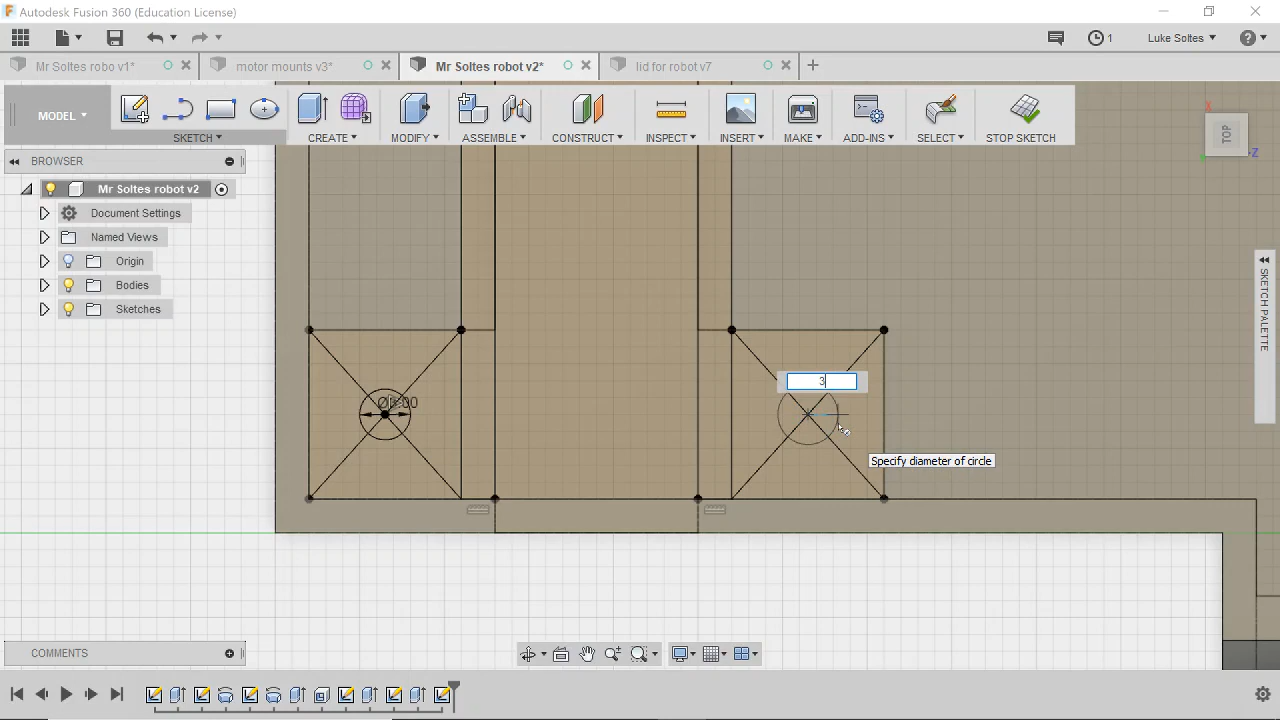 Autodesk Fusion 360 (Education License)
1 Luke Soltes
Mr Soltes robo v1* motor mounts v3* Mr Soltes robot v2* lid for robot v7
MODEL
SKETCH CREATE MODIFY ASSEMBLE CONSTRUCT INSPECT INSERT MAKE ADD-INS SELECT STOP SKETCH
TOP
X
Z
BROWSER
Mr Soltes robot v2
Document Settings
Named Views
Origin
Bodies
Sketches
SKETCH PALETTE
3
Specify diameter of circle
COMMENTS